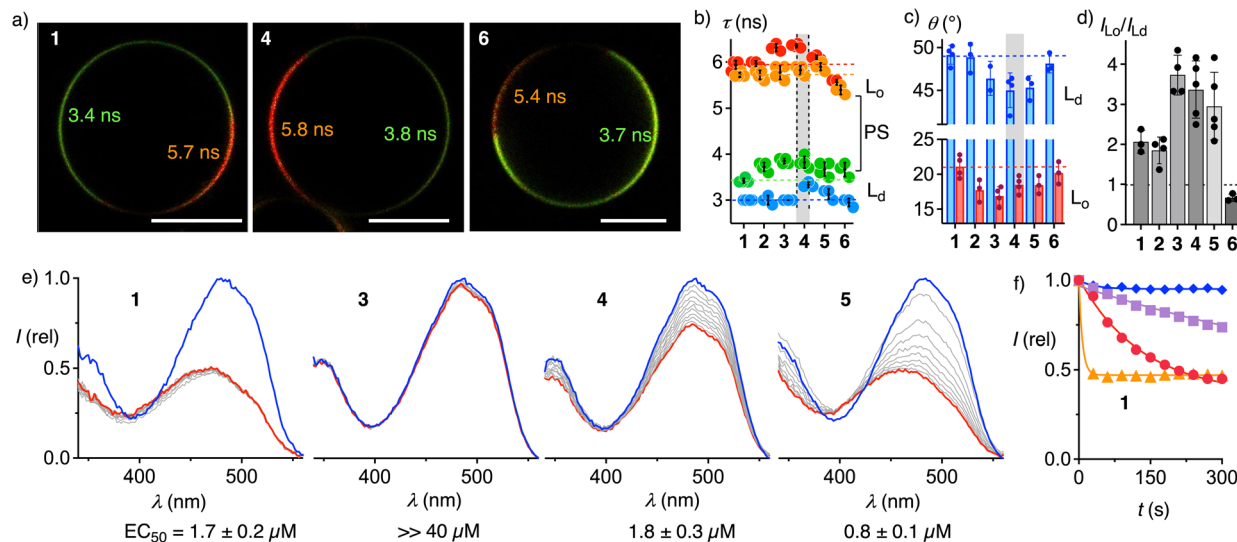 a)
1
3.4 ns
5.7 ns
4
5.8 ns
3.8 ns
6
5.4 ns
3.7 ns
b) τ (ns)
6
5
4
3
Lo
PS
Ld
1 2 3 4 5 6
c) θ (°)
50
45
25
20
15
Ld
Lo
1 2 3 4 5 6
d) ILo/ILd
5
4
3
2
1
0
1 2 3 4 5 6
e)
1.0
I (rel)
0.5
0.0
1
400 500
λ (nm)
EC50 = 1.7 ± 0.2 µM
3
400 500
λ (nm)
>> 40 µM
4
400 500
λ (nm)
1.8 ± 0.3 µM
5
400 500
λ (nm)
0.8 ± 0.1 µM
f)
1.0
I (rel)
0.5
0.0
1
0 150 300
t (s)